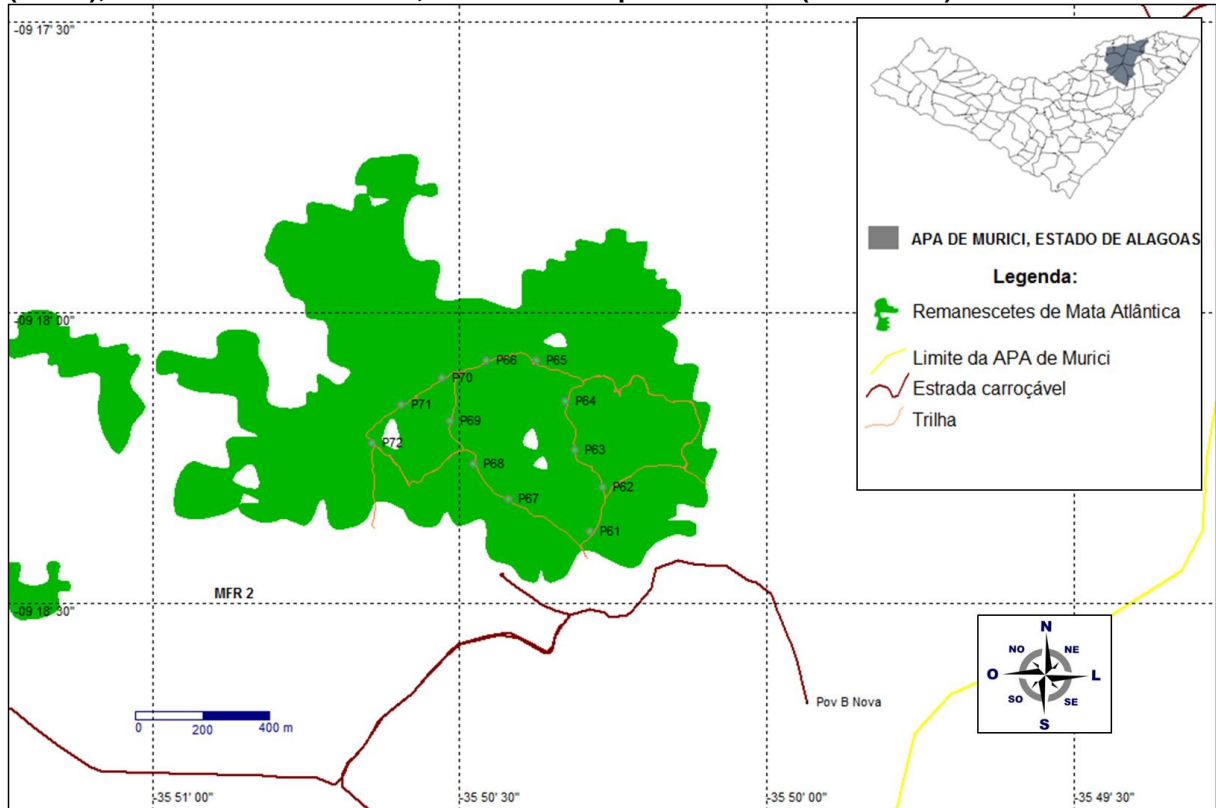 -09 17' 30"
APA DE MURICI, ESTADO DE ALAGOAS
Legenda:
Remanescetes de Mata Atlântica
Limite da APA de Murici
Estrada carroçável
Trilha
-09 18' 00"
P66
P65
P70
P71
P64
P69
P72
P63
P68
P62
P67
P61
MFR 2
-09 18' 30"
N
NO
NE
O
L
SO
SE
S
Pov B Nova
0
200
400 m
-35 51' 00"
-35 50' 30"
-35 50' 00"
-35 49' 30"